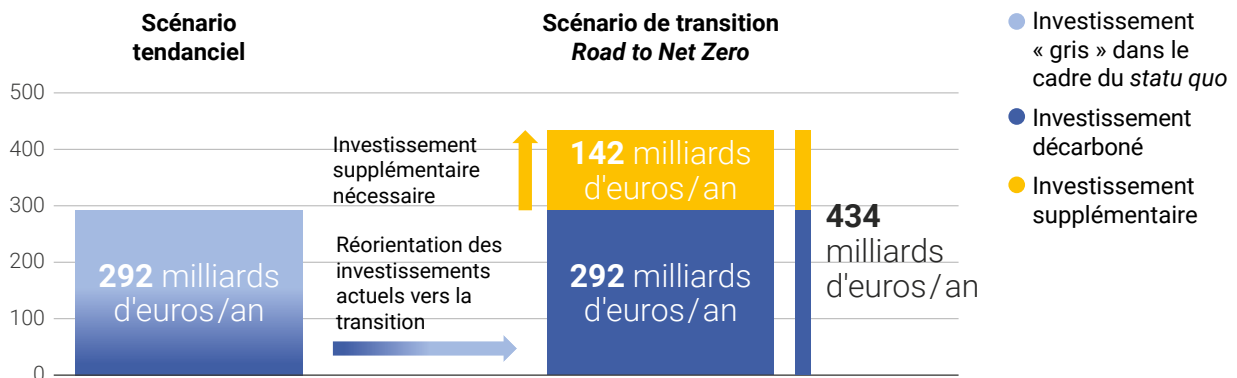 Scénario
tendanciel
Scénario de transition
Road to Net Zero
Investissement
« gris » dans le
cadre du statu quo
Investissement
décarboné
Investissement
supplémentaire
500
400
300
200
100
0
292 milliards
d'euros/an
Investissement
supplémentaire
nécessaire
Réorientation des
investissements
actuels vers la
transition
142 milliards
d'euros/an
292 milliards
d'euros/an
434
milliards
d'euros/an